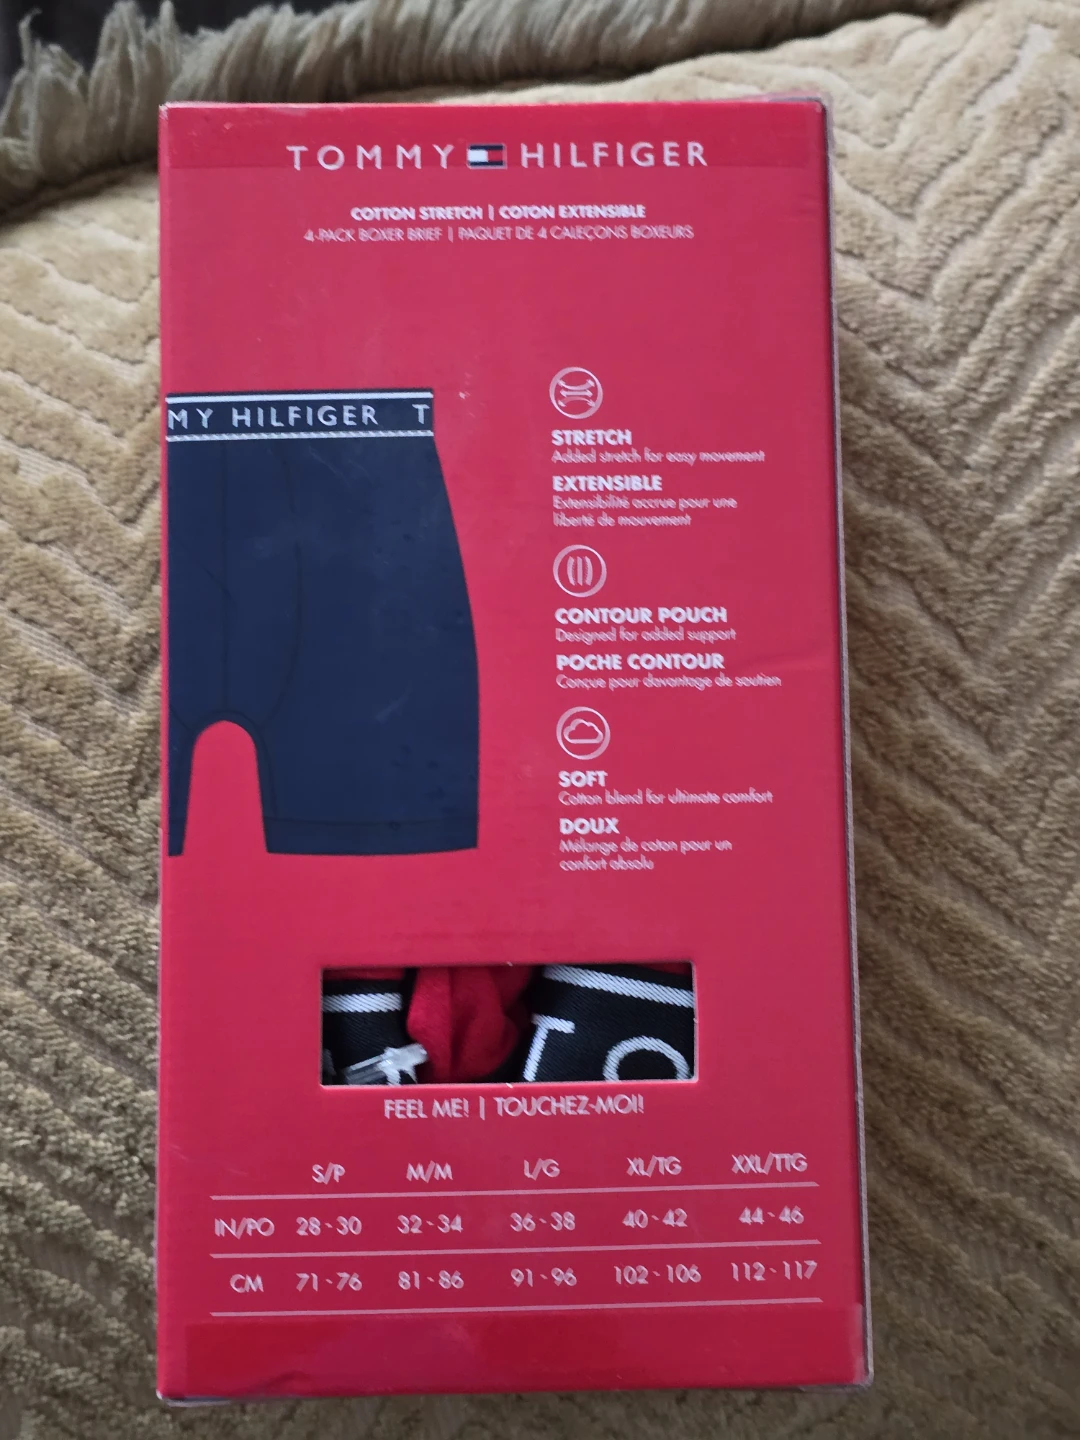 TOMMY HILFIGER
COTTON STRETCH | COTON EXTENSIBLE
4-PACK BOXER BRIEF | PAQUET DE 4 CALEÇONS BOXEURS
MY HILFIGER T
STRETCH
Added stretch for easy movement
EXTENSIBLE
Extensibilité accrue pour une
liberté de mouvement
CONTOUR POUCH
Designed for added support
POCHE CONTOUR
Conçue pour davantage de soutien
SOFT
Cotton blend for ultimate comfort
DOUX
Mélange de coton pour un
confort absolu
TO
FEEL ME! | TOUCHEZ-MOI!
S/P M/M L/G XL/TG XXL/TTG
IN/PO 28-30 32-34 36-38 40-42 44-46
CM 71-76 81-86 91-96 102-106 112-117